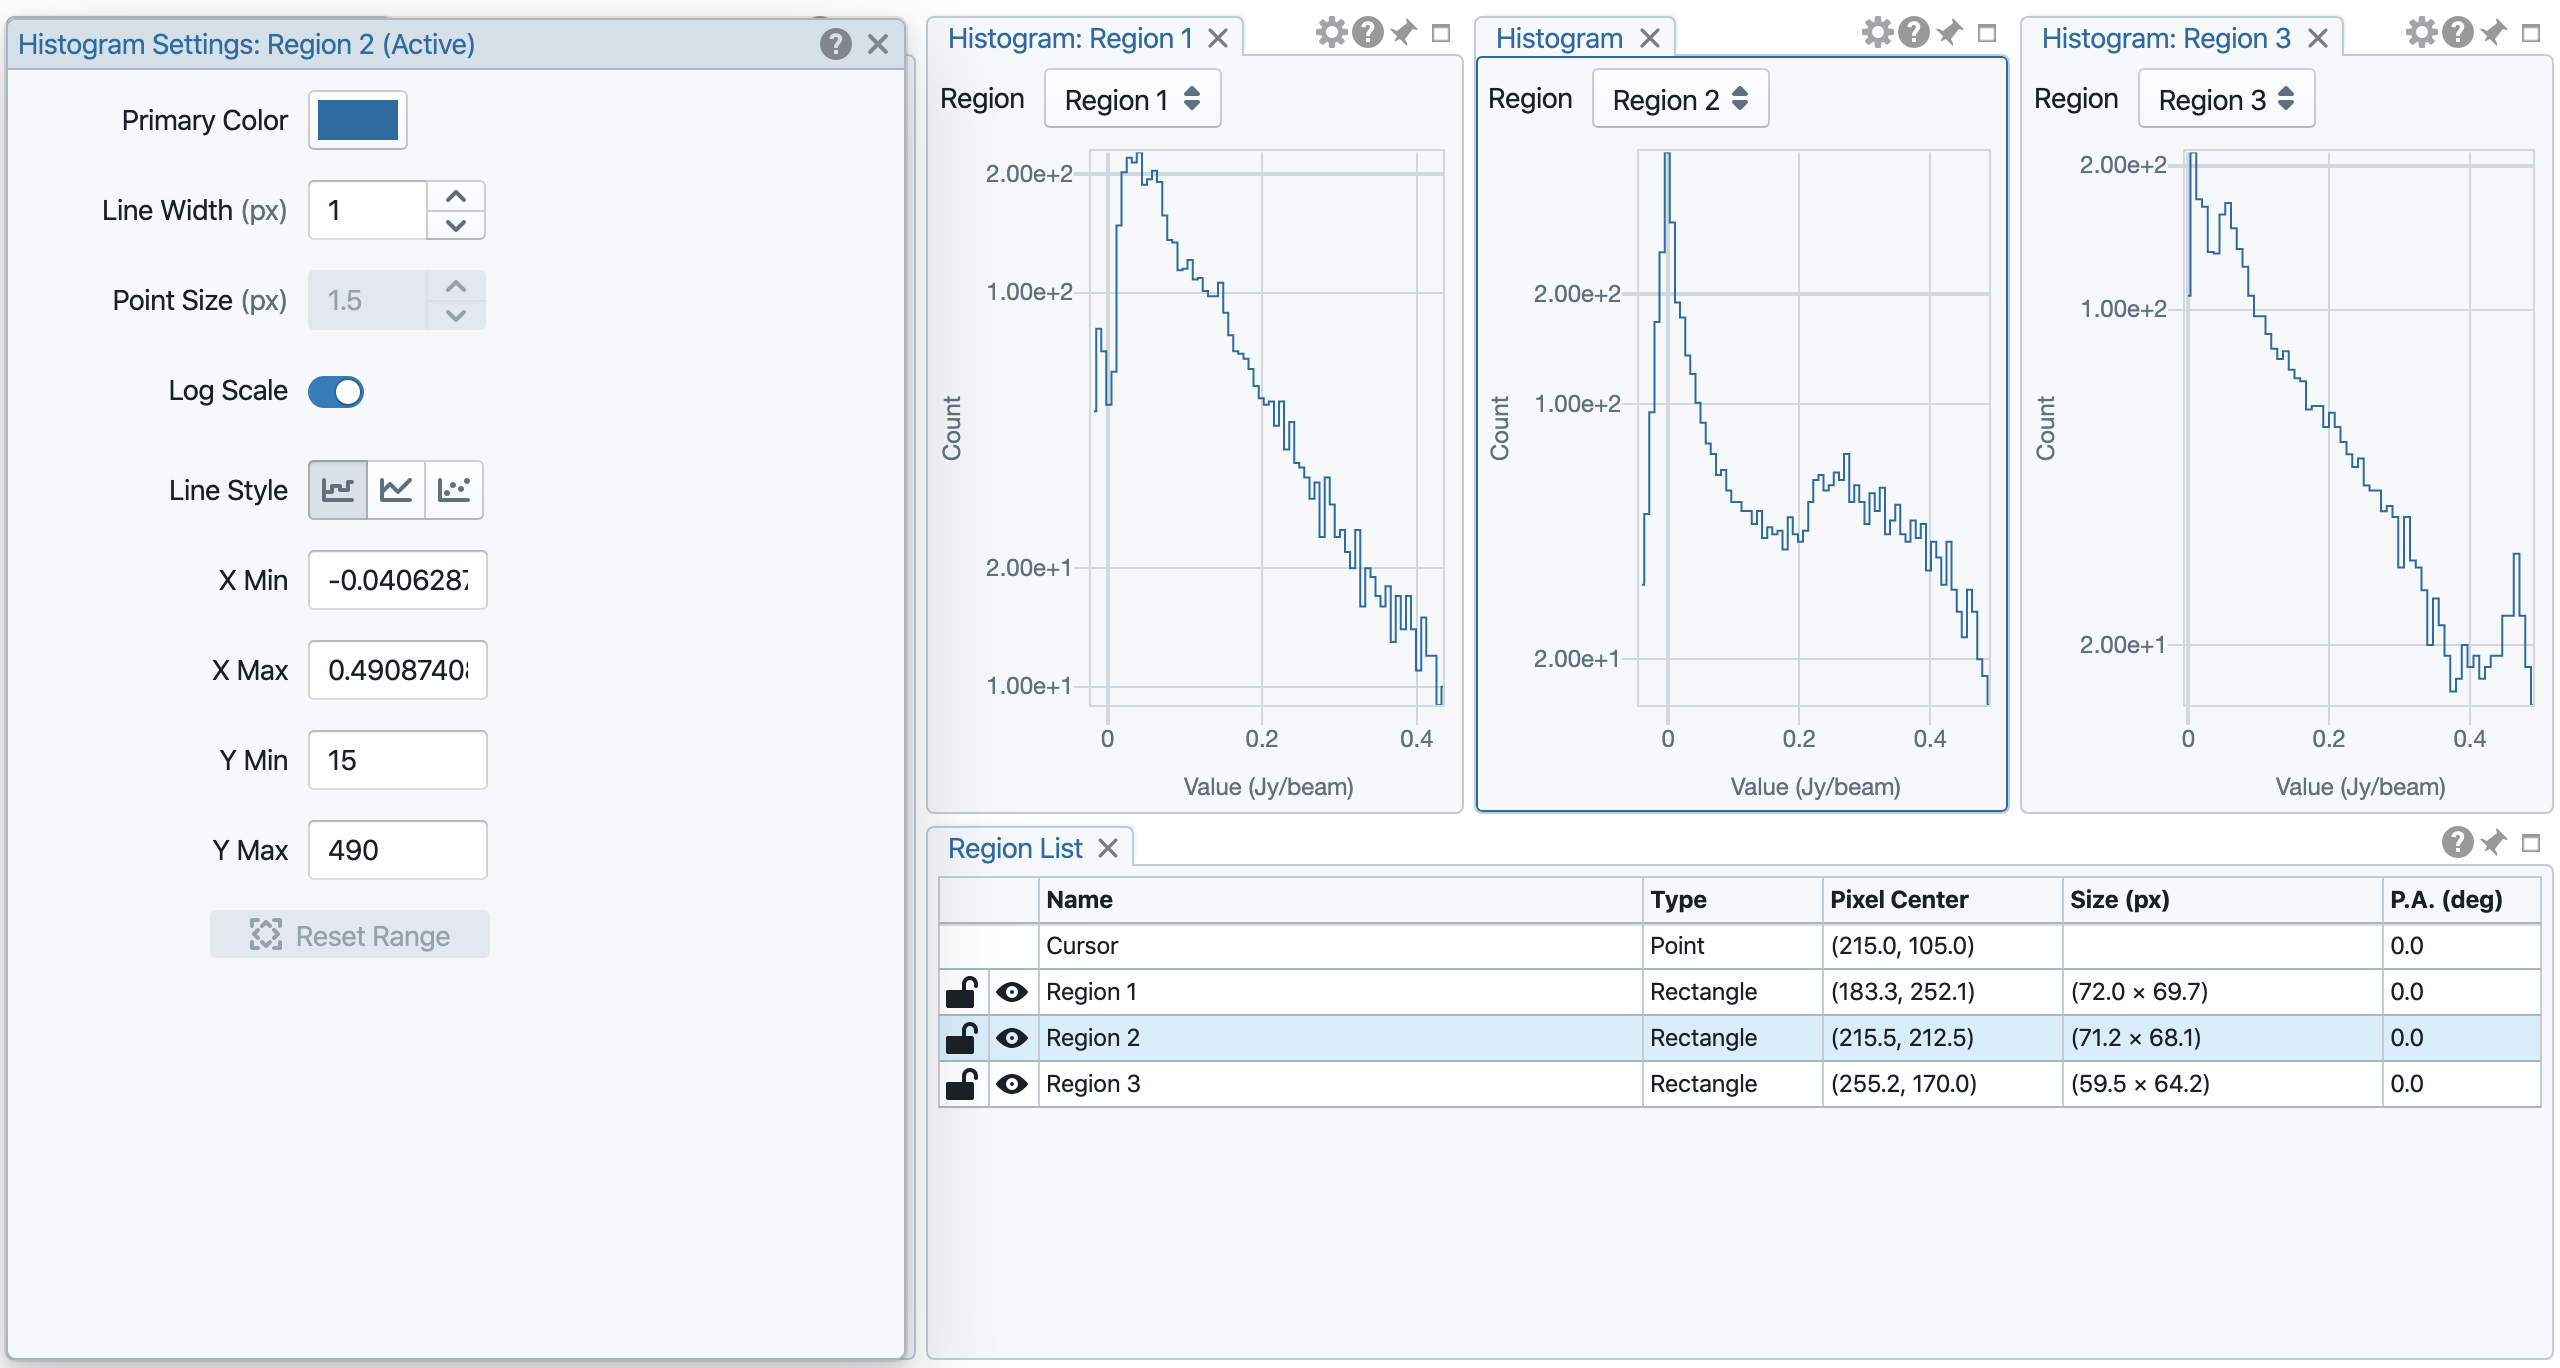 Histogram Settings: Region 2 (Active)
Primary Color
Line Width (px) 1
Point Size (px) 1.5
Log Scale
Line Style
X Min -0.0406287
X Max 0.4908740
Y Min 15
Y Max 490
Reset Range
Histogram: Region 1
Region Region 1
2.00e+2
1.00e+2
2.00e+1
1.00e+1
Count
0 0.2 0.4
Value (Jy/beam)
Histogram
Region Region 2
2.00e+2
1.00e+2
2.00e+1
Count
0 0.2 0.4
Value (Jy/beam)
Histogram: Region 3
Region Region 3
2.00e+2
1.00e+2
2.00e+1
Count
0 0.2 0.4
Value (Jy/beam)
Region List
Name Type Pixel Center Size (px) P.A. (deg)
Cursor Point (215.0, 105.0) 0.0
Region 1 Rectangle (183.3, 252.1) (72.0 × 69.7) 0.0
Region 2 Rectangle (215.5, 212.5) (71.2 × 68.1) 0.0
Region 3 Rectangle (255.2, 170.0) (59.5 × 64.2) 0.0